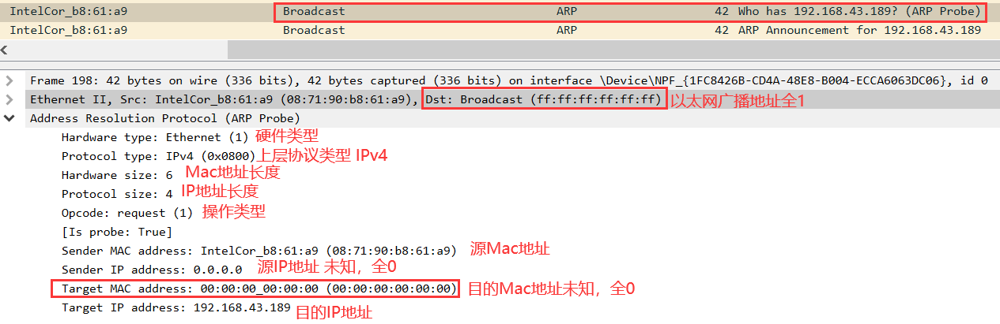 IntelCor_b8:61:a9 Broadcast ARP 42 Who has 192.168.43.189? (ARP Probe)
IntelCor_b8:61:a9 Broadcast ARP 42 ARP Announcement for 192.168.43.189
Frame 198: 42 bytes on wire (336 bits), 42 bytes captured (336 bits) on interface \Device\NPF_{1FC8426B-CD4A-48E8-B004-ECCA6063DC06}, id 0
Ethernet II, Src: IntelCor_b8:61:a9 (08:71:90:b8:61:a9), Dst: Broadcast (ff:ff:ff:ff:ff:ff) 以太网广播地址全1
Address Resolution Protocol (ARP Probe)
Hardware type: Ethernet (1) 硬件类型
Protocol type: IPv4 (0x0800) 上层协议类型 IPv4
Hardware size: 6 Mac地址长度
Protocol size: 4 IP地址长度
Opcode: request (1) 操作类型
[Is probe: True]
Sender MAC address: IntelCor_b8:61:a9 (08:71:90:b8:61:a9) 源Mac地址
Sender IP address: 0.0.0.0 源IP地址 未知，全0
Target MAC address: 00:00:00_00:00:00 (00:00:00:00:00:00) 目的Mac地址未知，全0
Target IP address: 192.168.43.189 目的IP地址